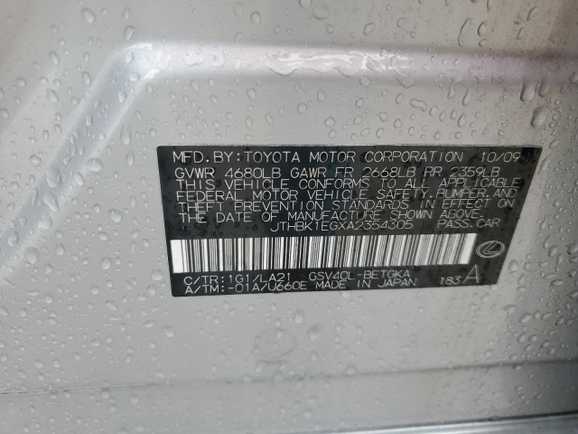 MFD. BY: TOYOTA MOTOR CORPORATION 10/09
GVWR 4680LB GAWR FR 2668LB RR 2359LB
THIS VEHICLE CONFORMS TO ALL APPLICABLE
FEDERAL MOTOR VEHICLE SAFETY, BUMPER, AND
THEFT PREVENTION STANDARDS IN EFFECT ON
THE DATE OF MANUFACTURE SHOWN ABOVE.
JTHBK1EGXA2354305 PASS. CAR
C/TR: 1G1/LA21 GSV40L-BETGKA
A/TM: -01A/U660E MADE IN JAPAN 183 A